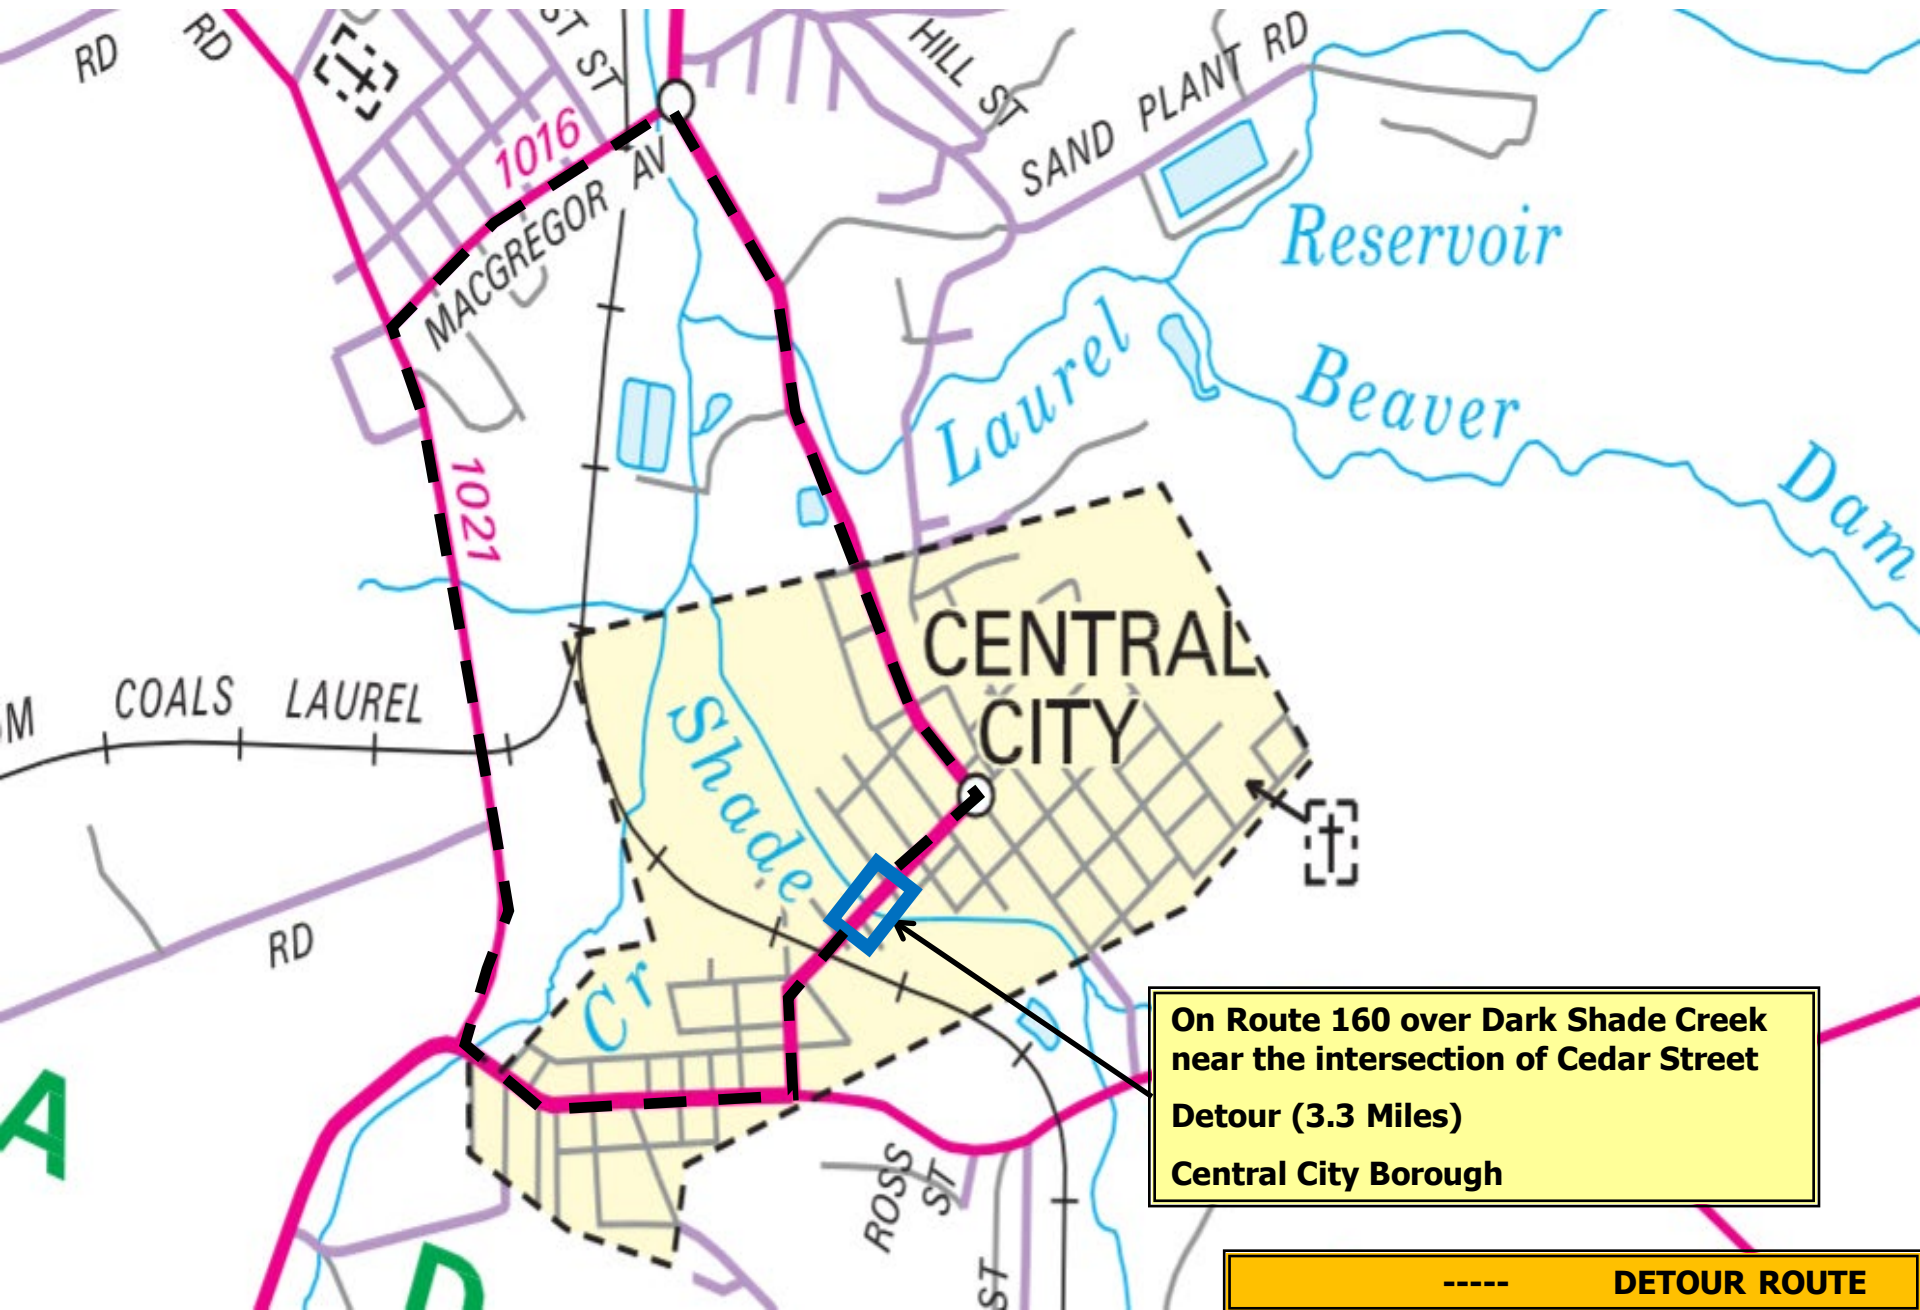 RD
RD
ST ST
HILL ST
SAND PLANT RD
1016
MACGREGOR AV
Reservoir
Laurel
Beaver
Dam
1021
CENTRAL
CITY
COALS LAUREL
Shade
Cr
RD
ROSS
ST
ST
A
D
On Route 160 over Dark Shade Creek
near the intersection of Cedar Street
Detour (3.3 Miles)
Central City Borough
----- DETOUR ROUTE